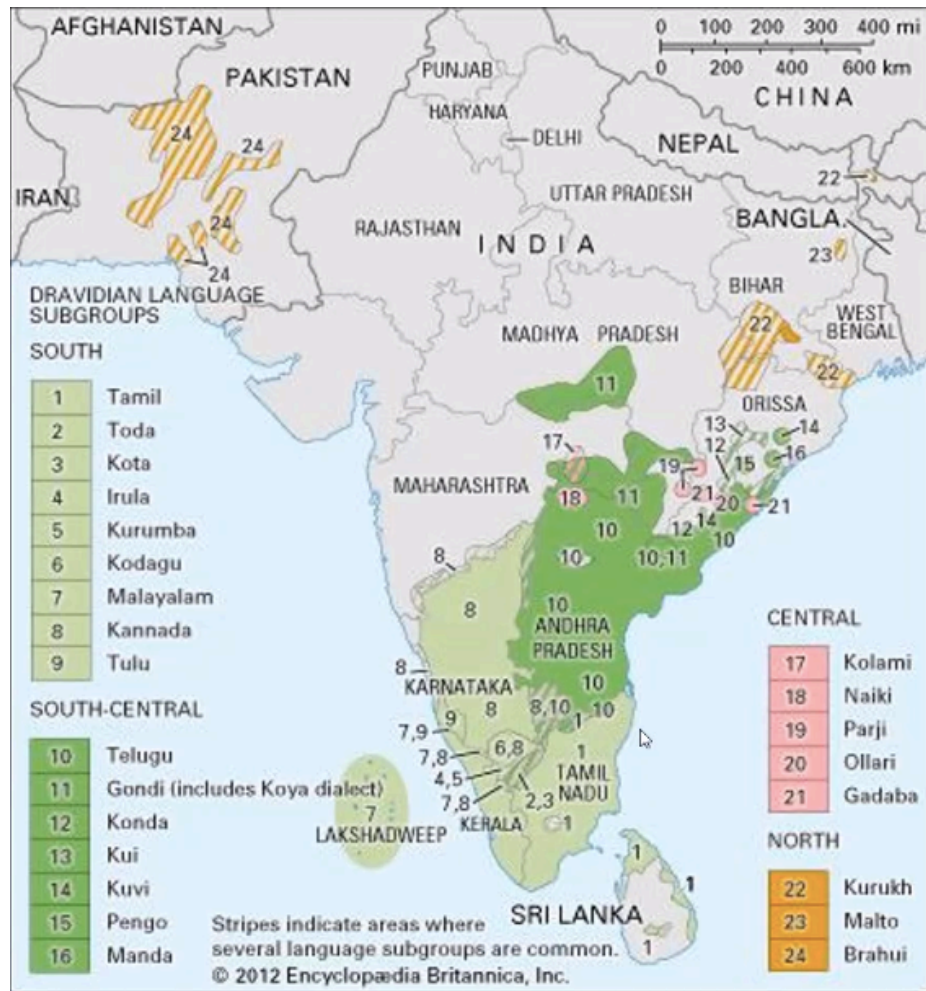 AFGHANISTAN
0 100 200 300 400 mi
0 200 400 600 km
PAKISTAN
PUNJAB
CHINA
HARYANA
DELHI
NEPAL
24
24
22
IRAN
UTTAR PRADESH
RAJASTHAN
BANGLA.
24
INDIA
23
24
BIHAR
DRAVIDIAN LANGUAGE
SUBGROUPS
MADHYA PRADESH
22
WEST
BENGAL
SOUTH
22
11
ORISSA
1 Tamil
2 Toda
3 Kota
4 Irula
5 Kurumba
6 Kodagu
7 Malayalam
8 Kannada
9 Tulu
13
14
17
12
16
19
15
MAHARASHTRA
18
11
21
20
21
14
10
12
10
8
10
10,11
8
10
ANDHRA
PRADESH
8
KARNATAKA
10
9
8
8,10
10
1
7,9
6,8
1
7,8
4,5
TAMIL
NADU
2,3
7,8
KERALA
1
7
LAKSHADWEEP
SOUTH-CENTRAL
10 Telugu
11 Gondi (includes Koya dialect)
12 Konda
13 Kui
14 Kuvi
15 Pengo
16 Manda
CENTRAL
17 Kolami
18 Naiki
19 Parji
20 Ollari
21 Gadaba
NORTH
22 Kurukh
23 Malto
24 Brahui
1
1
SRI LANKA
1
Stripes indicate areas where
several language subgroups are common.
© 2012 Encyclopædia Britannica, Inc.